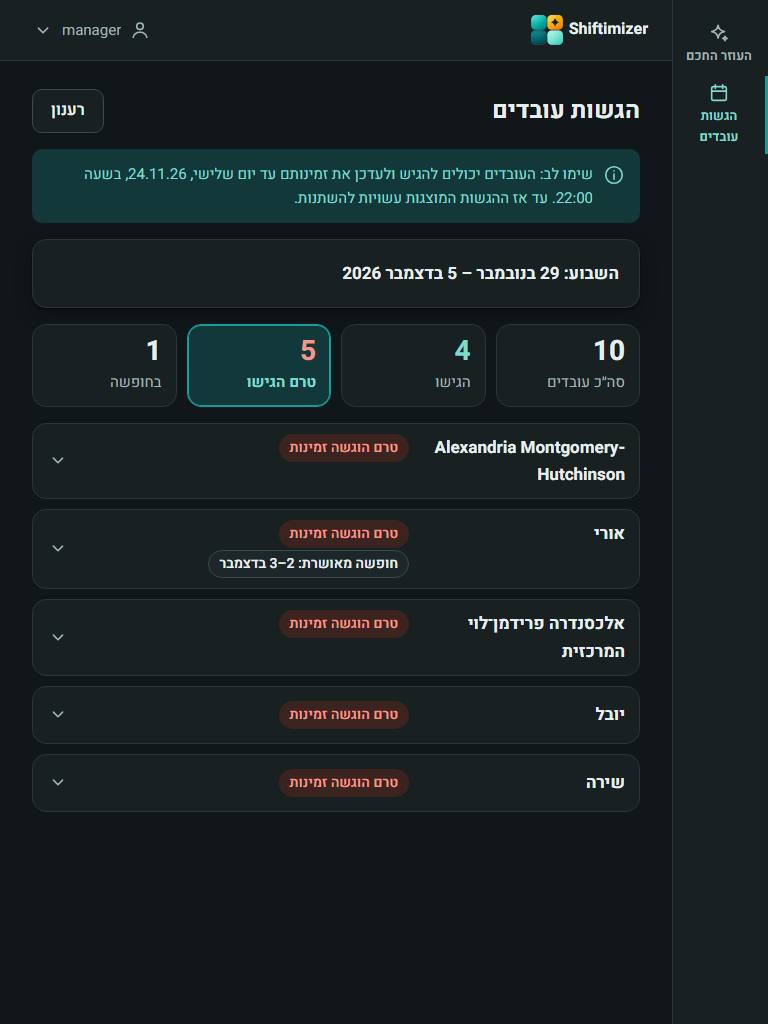 Shiftimizer
manager
העוזר החכם
הגשות
עובדים
הגשות עובדים
רענון
שימו לב: העובדים יכולים להגיש ולעדכן את זמינותם עד יום שלישי, 24.11.26, בשעה
22:00. עד אז ההגשות המוצגות עשויות להשתנות.
השבוע: 29 בנובמבר – 5 בדצמבר 2026
10
סה"כ עובדים
4
הגישו
5
טרם הגישו
1
בחופשה
Alexandria Montgomery-
Hutchinson
טרם הוגשה זמינות
אורי
טרם הוגשה זמינות
חופשה מאושרת: 2–3 בדצמבר
אלכסנדרה פרידמן־לוי
המרכזית
טרם הוגשה זמינות
יובל
טרם הוגשה זמינות
שירה
טרם הוגשה זמינות